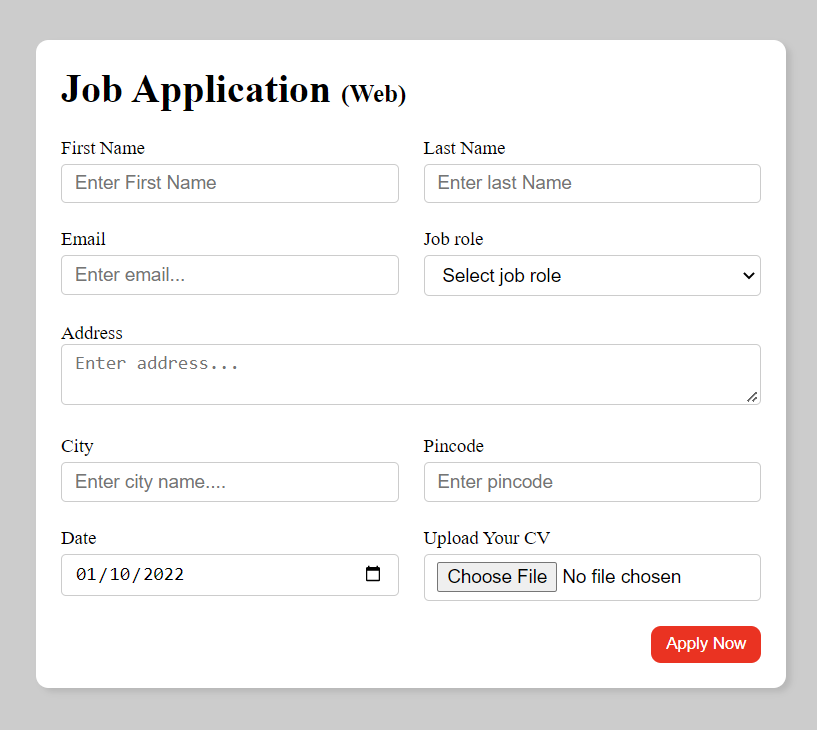 Job Application (Web)
First Name Last Name
Enter First Name Enter last Name
Email Job role
Enter email... Select job role
Address
Enter address...
City Pincode
Enter city name.... Enter pincode
Date Upload Your CV
01/10/2022 Choose File No file chosen
Apply Now